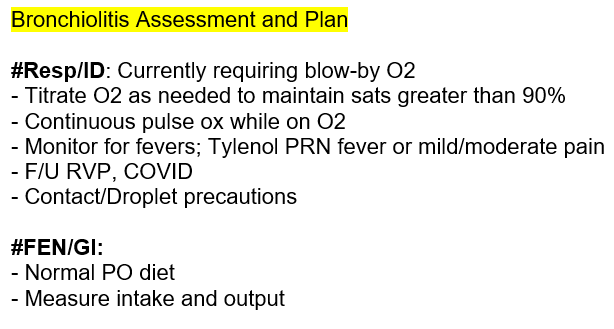 Bronchiolitis Assessment and Plan
#Resp/ID: Currently requiring blow-by O2
- Titrate O2 as needed to maintain sats greater than 90%
- Continuous pulse ox while on O2
- Monitor for fevers; Tylenol PRN fever or mild/moderate pain
- F/U RVP, COVID
- Contact/Droplet precautions
#FEN/GI:
- Normal PO diet
- Measure intake and output